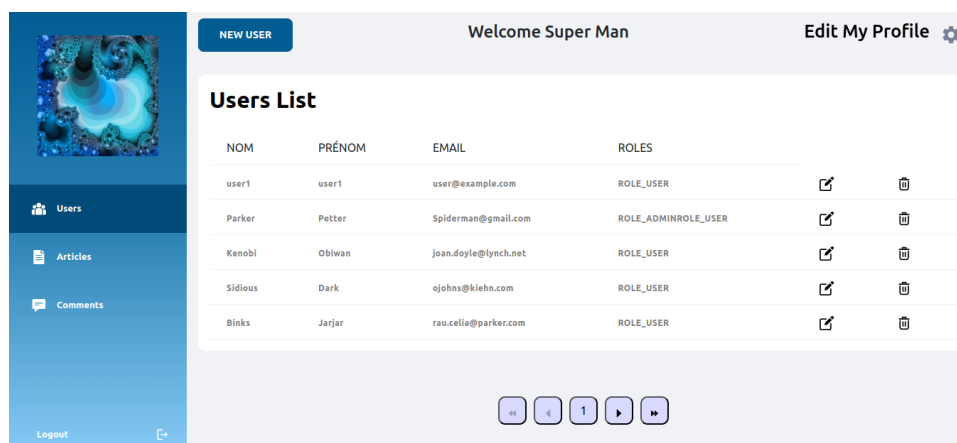 NEW USER
Welcome Super Man
Edit My Profile
Users List
NOM PRÉNOM EMAIL ROLES
user1 user1 user@example.com ROLE_USER
Parker Petter Spiderman@gmail.com ROLE_ADMINROLE_USER
Kenobi Obiwan joan.doyle@lynch.net ROLE_USER
Sidious Dark ojohns@kiehn.com ROLE_USER
Binks Jarjar rau.celia@parker.com ROLE_USER
1
Users
Articles
Comments
Logout